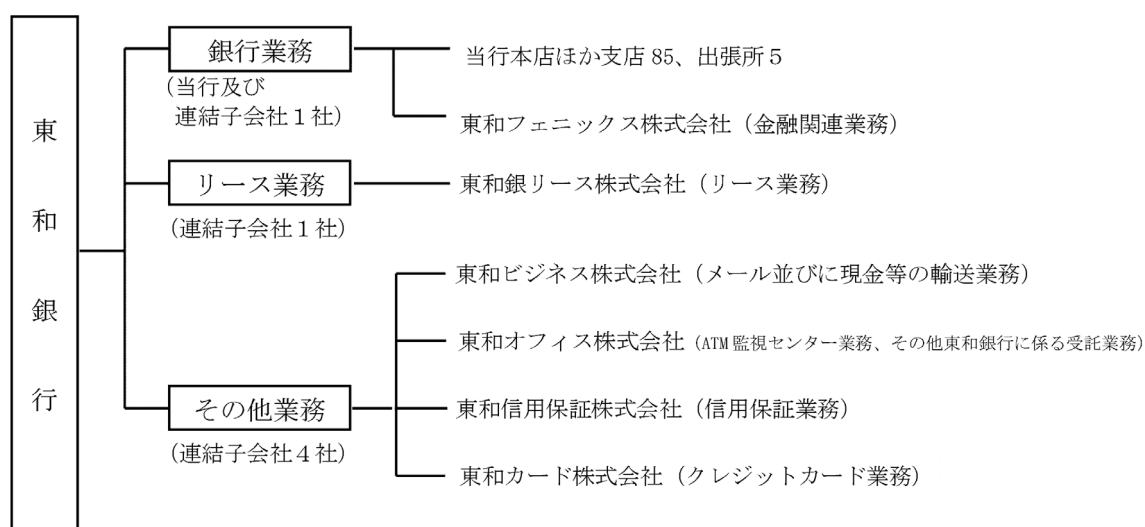 東和銀行
銀行業務
(当行及び
連結子会社1社)
当行本店ほか支店 85、出張所5
東和フェニックス株式会社(金融関連業務)
リース業務
(連結子会社1社)
東和銀リース株式会社(リース業務)
その他業務
(連結子会社4社)
東和ビジネス株式会社(メール並びに現金等の輸送業務)
東和オフィス株式会社(ATM 監視センター業務、その他東和銀行に係る受託業務)
東和信用保証株式会社(信用保証業務)
東和カード株式会社(クレジットカード業務)